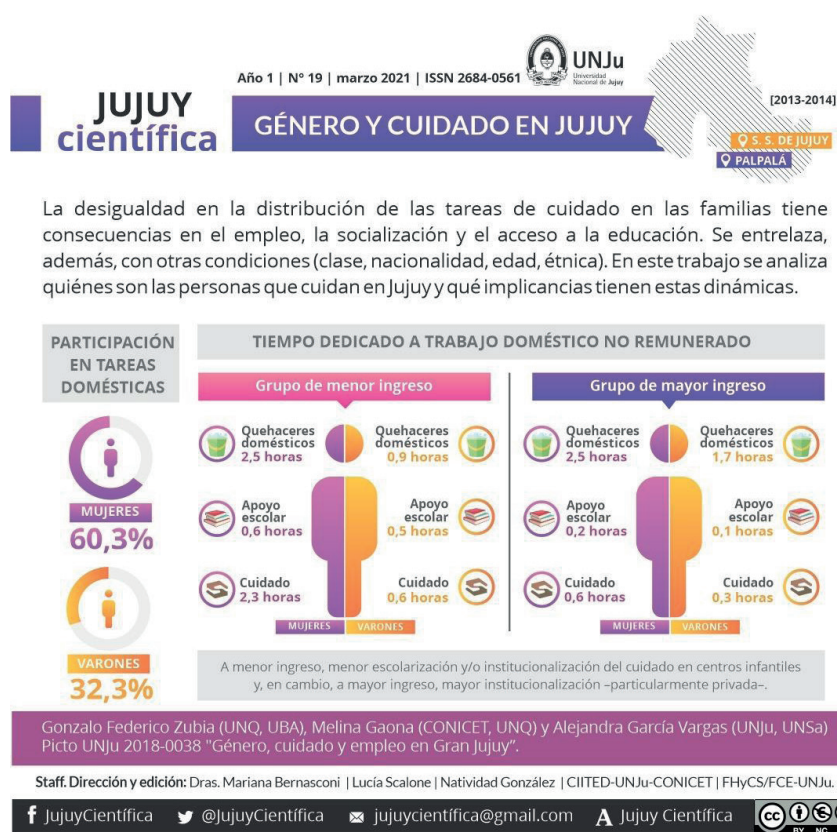 Año 1 | Nº 19 | marzo 2021 | ISSN 2684-0561
UNJu
Universidad
Nacional de Jujuy
JUJUY
científica
GÉNERO Y CUIDADO EN JUJUY
[2013-2014]
S. S. DE JUJUY
PALPALÁ
La desigualdad en la distribución de las tareas de cuidado en las familias tiene
consecuencias en el empleo, la socialización y el acceso a la educación. Se entrelaza,
además, con otras condiciones (clase, nacionalidad, edad, étnica). En este trabajo se analiza
quiénes son las personas que cuidan en Jujuy y qué implicancias tienen estas dinámicas.
PARTICIPACIÓN
EN TAREAS
DOMÉSTICAS
MUJERES
60,3%
VARONES
32,3%
TIEMPO DEDICADO A TRABAJO DOMÉSTICO NO REMUNERADO
Grupo de menor ingreso
Quehaceres
domésticos
2,5 horas
Quehaceres
domésticos
0,9 horas
Apoyo
escolar
0,6 horas
Apoyo
escolar
0,5 horas
Cuidado
2,3 horas
Cuidado
0,6 horas
MUJERES
VARONES
Grupo de mayor ingreso
Quehaceres
domésticos
2,5 horas
Quehaceres
domésticos
1,7 horas
Apoyo
escolar
0,2 horas
Apoyo
escolar
0,1 horas
Cuidado
0,6 horas
Cuidado
0,3 horas
MUJERES
VARONES
A menor ingreso, menor escolarización y/o institucionalización del cuidado en centros infantiles
y, en cambio, a mayor ingreso, mayor institucionalización –particularmente privada–.
Gonzalo Federico Zubia (UNQ, UBA), Melina Gaona (CONICET, UNQ) y Alejandra García Vargas (UNJu, UNSa)
Picto UNJu 2018-0038 "Género, cuidado y empleo en Gran Jujuy".
Staff. Dirección y edición: Dras. Mariana Bernasconi | Lucía Scalone | Natividad González | CIITED-UNJu-CONICET | FHyCS/FCE-UNJu.
JujuyCientífica
@JujuyCientífica
jujuycientífica@gmail.com
Jujuy Científica
cc
BY NC